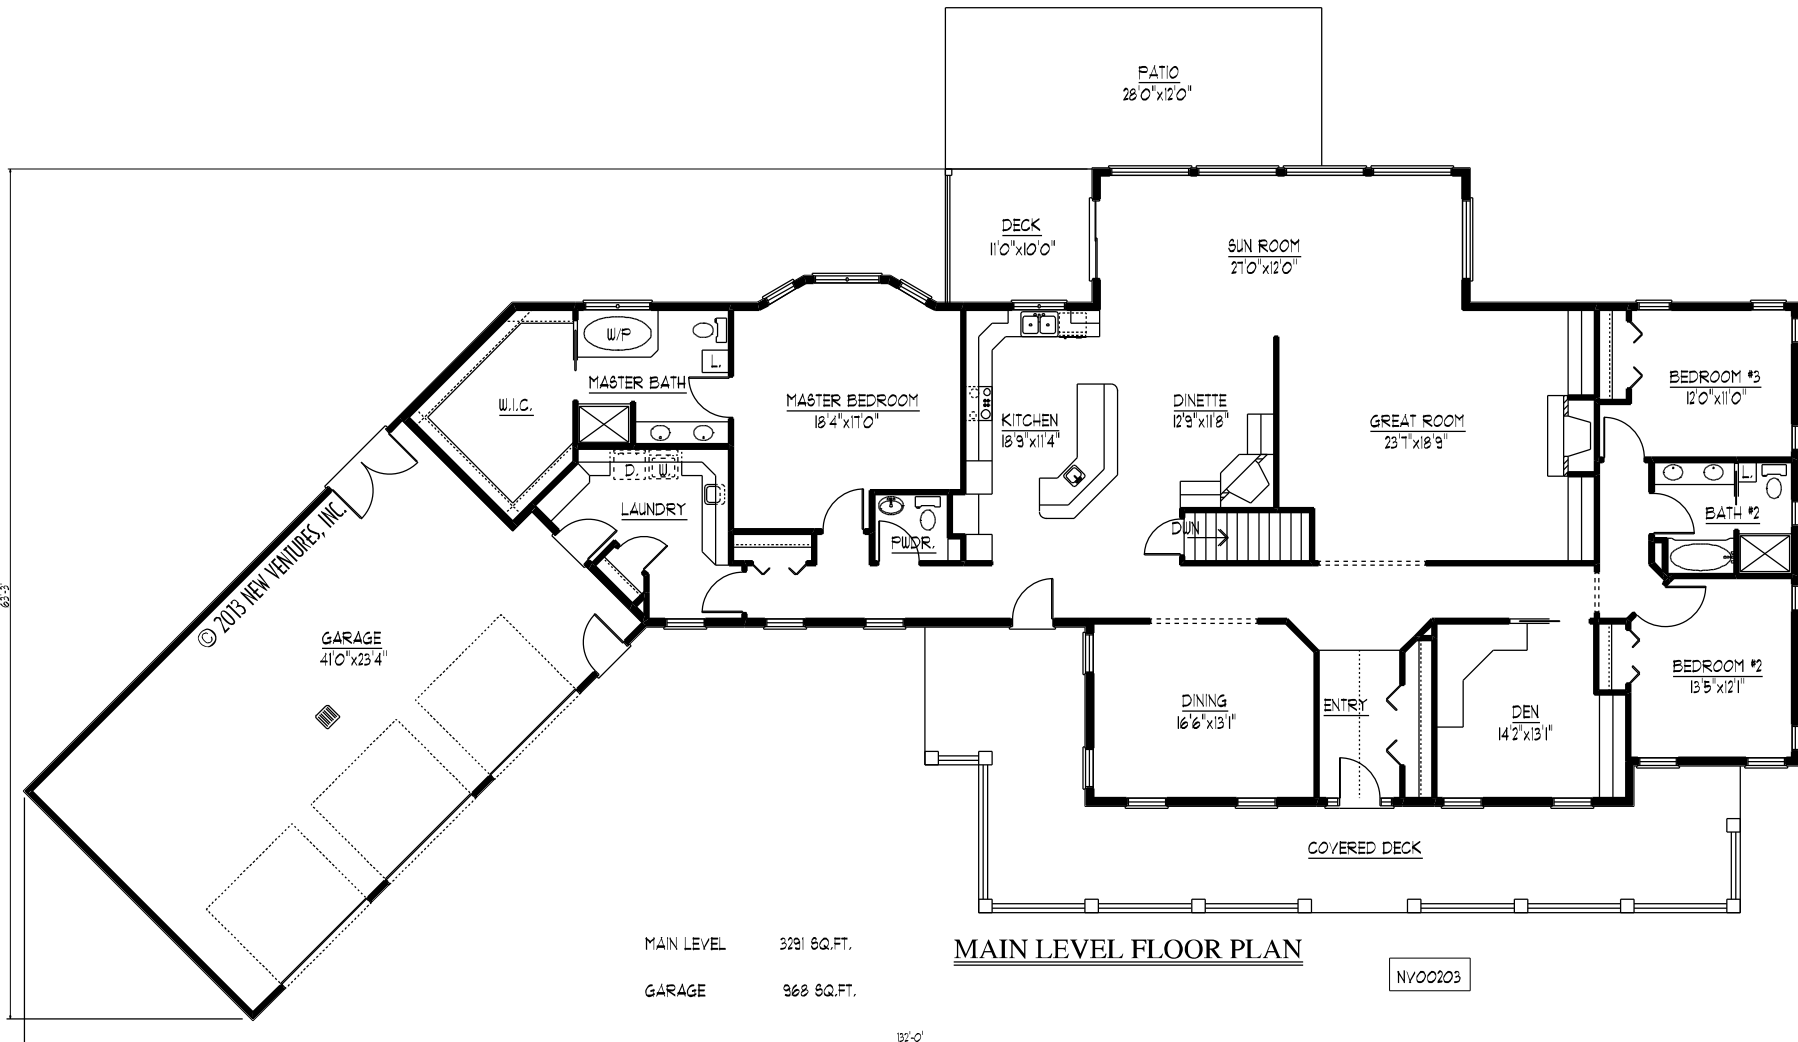 PATIO
28'0"x12'0"
DECK
11'0"x10'0"
SUN ROOM
27'0"x12'0"
W/P
L.
MASTER BATH
W.I.C.
MASTER BEDROOM
18'4"x17'0"
KITCHEN
18'9"x11'4"
DINETTE
12'9"x11'8"
GREAT ROOM
23'7"x18'9"
BEDROOM #3
12'0"x11'0"
D.
W.
LAUNDRY
L.
BATH #2
PWDR.
DWN
© 2013 NEW VENTURES, INC.
63'-3"
GARAGE
41'0"x23'4"
DINING
16'6"x13'1"
ENTRY
DEN
14'2"x13'1"
BEDROOM #2
13'5"x12'1"
COVERED DECK
MAIN LEVEL 3291 SQ.FT.
GARAGE 968 SQ.FT.
MAIN LEVEL FLOOR PLAN
NV00203
132'-0"